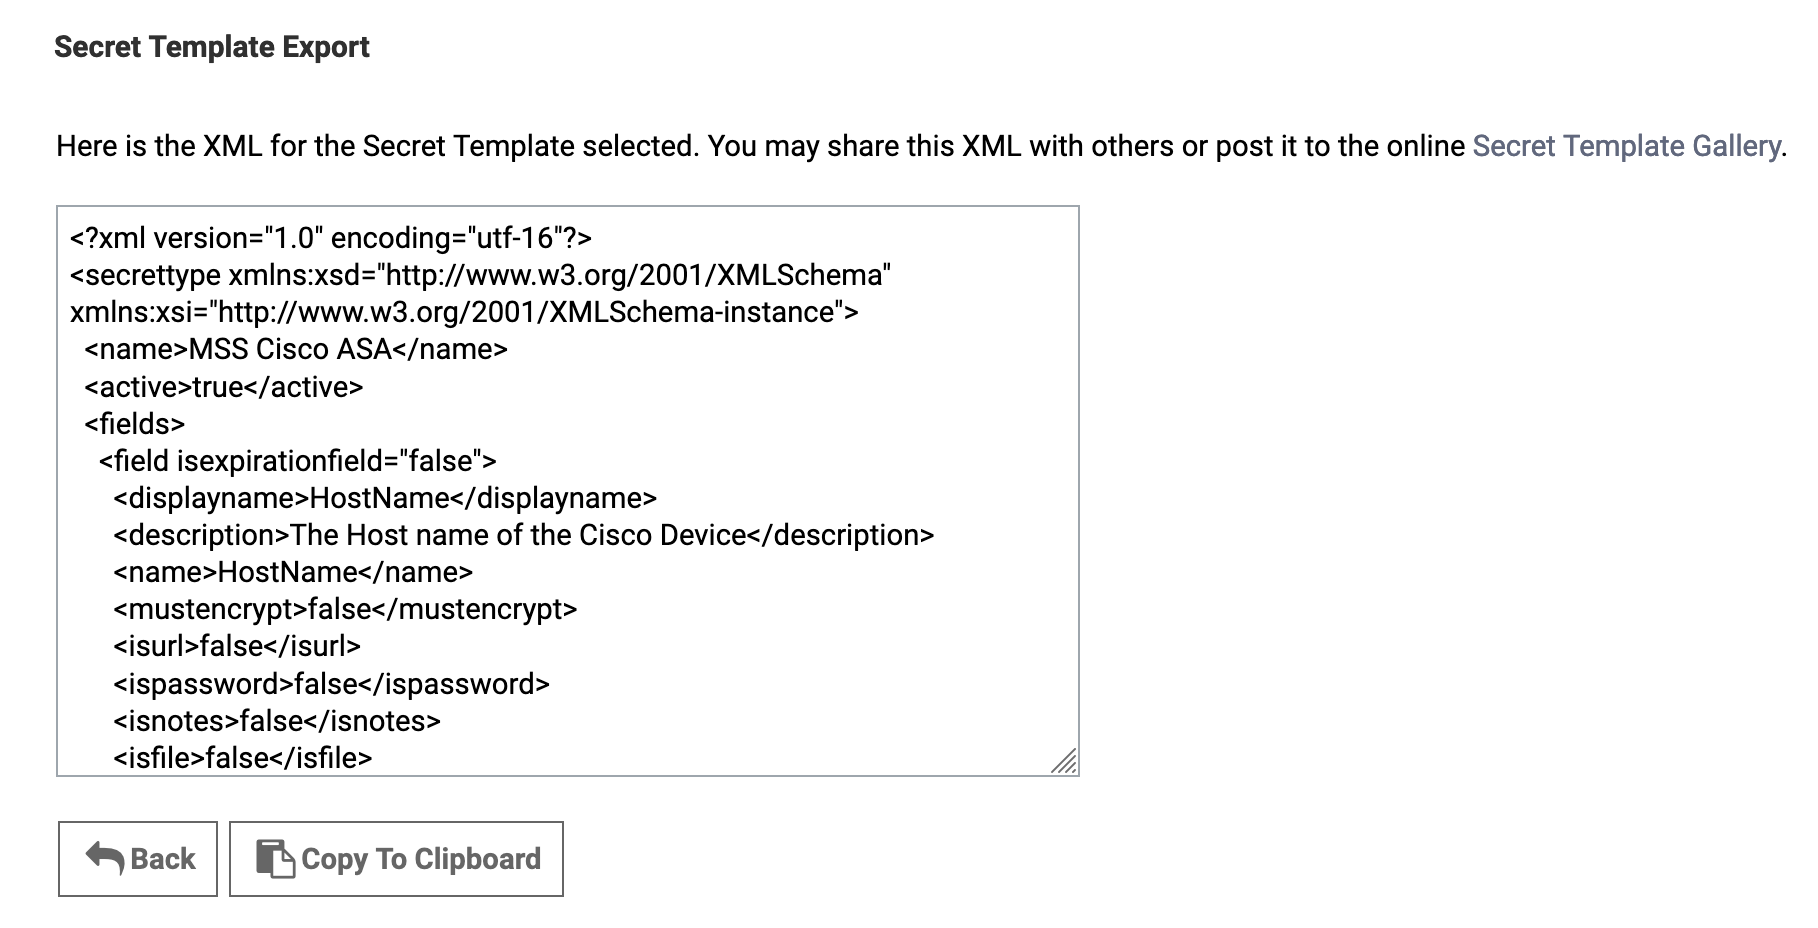 Secret Template Export
Here is the XML for the Secret Template selected. You may share this XML with others or post it to the online Secret Template Gallery.
<?xml version="1.0" encoding="utf-16"?>
<secrettype xmlns:xsd="http://www.w3.org/2001/XMLSchema"
xmlns:xsi="http://www.w3.org/2001/XMLSchema-instance">
  <name>MSS Cisco ASA</name>
  <active>true</active>
  <fields>
    <field isexpirationfield="false">
      <displayname>HostName</displayname>
      <description>The Host name of the Cisco Device</description>
      <name>HostName</name>
      <mustencrypt>false</mustencrypt>
      <isurl>false</isurl>
      <ispassword>false</ispassword>
      <isnotes>false</isnotes>
      <isfile>false</isfile>
Back
Copy To Clipboard